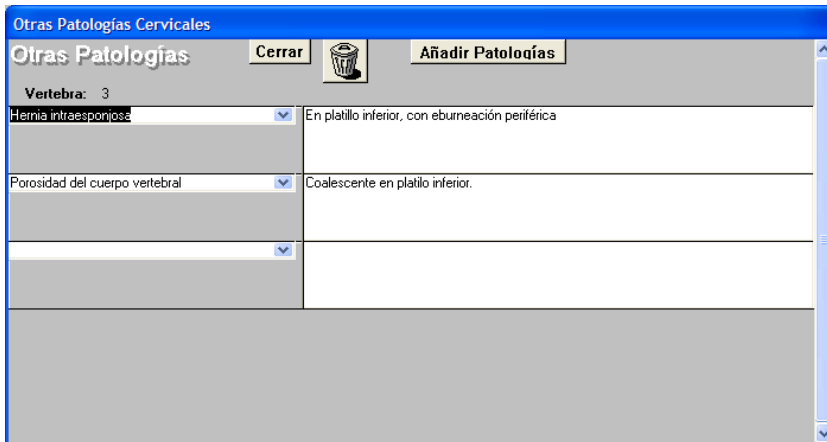 Otras Patologías Cervicales
Otras Patologías
Cerrar
Añadir Patologías
Vertebra: 3
Hernia intraesponjosa
En platillo inferior, con eburneación periférica
Porosidad del cuerpo vertebral
Coalescente en platilo inferior.